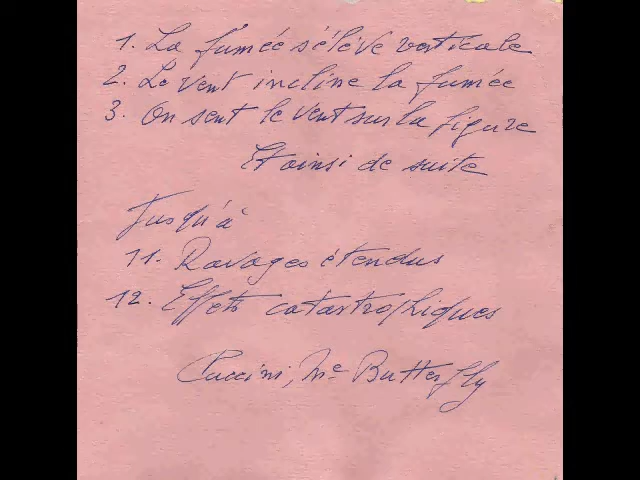 1. La fumée s'élève verticale
2. Le vent incline la fumée
3. On sent le vent sur la figure
Et ainsi de suite
Jusqu'à
11. Ravages étendus
12. Effets catastrophiques
Puccini, Me Butterfly